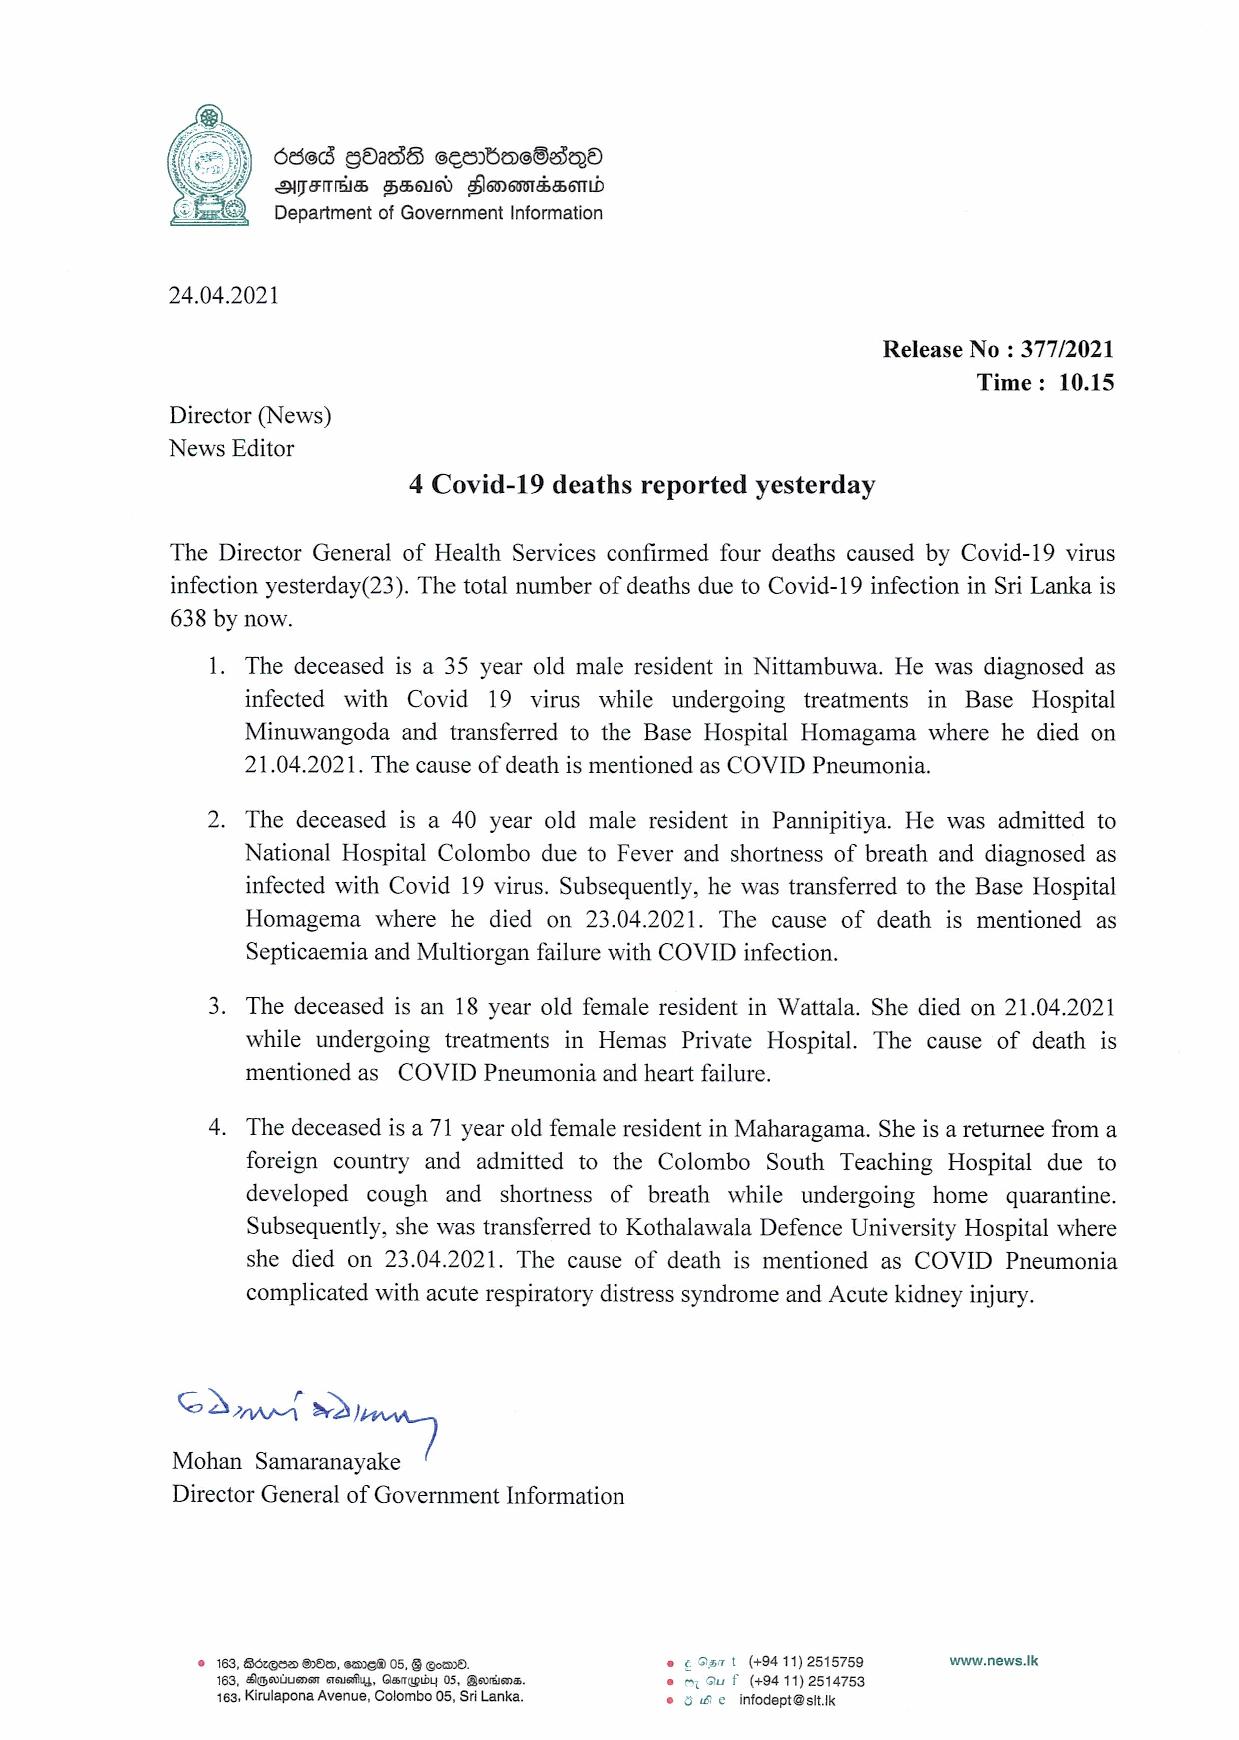 රජයේ ප්‍රවෘත්ති දෙපාර්තමේන්තුව
அரசாங்க தகவல் திணைக்களம்
Department of Government Information
24.04.2021
Release No : 377/2021
Time : 10.15
Director (News)
News Editor
4 Covid-19 deaths reported yesterday
The Director General of Health Services confirmed four deaths caused by Covid-19 virus
infection yesterday(23). The total number of deaths due to Covid-19 infection in Sri Lanka is
638 by now.
1. The deceased is a 35 year old male resident in Nittambuwa. He was diagnosed as
infected with Covid 19 virus while undergoing treatments in Base Hospital
Minuwangoda and transferred to the Base Hospital Homagama where he died on
21.04.2021. The cause of death is mentioned as COVID Pneumonia.
2. The deceased is a 40 year old male resident in Pannipitiya. He was admitted to
National Hospital Colombo due to Fever and shortness of breath and diagnosed as
infected with Covid 19 virus. Subsequently, he was transferred to the Base Hospital
Homagema where he died on 23.04.2021. The cause of death is mentioned as
Septicaemia and Multiorgan failure with COVID infection.
3. The deceased is an 18 year old female resident in Wattala. She died on 21.04.2021
while undergoing treatments in Hemas Private Hospital. The cause of death is
mentioned as COVID Pneumonia and heart failure.
4. The deceased is a 71 year old female resident in Maharagama. She is a returnee from a
foreign country and admitted to the Colombo South Teaching Hospital due to
developed cough and shortness of breath while undergoing home quarantine.
Subsequently, she was transferred to Kothalawala Defence University Hospital where
she died on 23.04.2021. The cause of death is mentioned as COVID Pneumonia
complicated with acute respiratory distress syndrome and Acute kidney injury.
Mohan Samaranayake
Director General of Government Information
163, කිරුලපන මාවත, කොළඹ 05, ශ්‍රී ලංකාව.
163, கிருலப்பனை எவனியூ, கொழும்பு 05, இலங்கை.
163, Kirulapona Avenue, Colombo 05, Sri Lanka.
දු தொ t (+94 11) 2515759
ෆැ பெ f (+94 11) 2514753
ඊ மி e infodept@slt.lk
www.news.lk